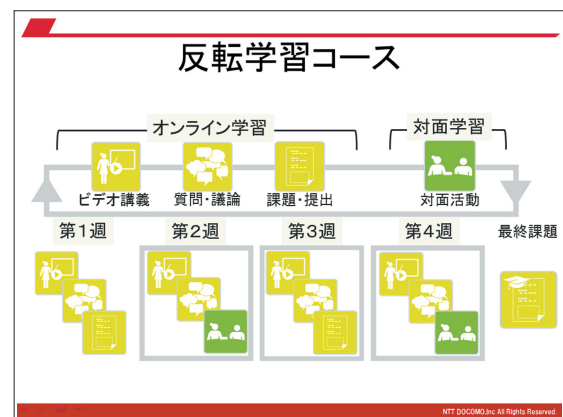 反転学習コース
オンライン学習
対面学習
ビデオ講義
質問・議論
課題・提出
対面活動
第1週
第2週
第3週
第4週
最終課題
NTT DOCOMO,Inc All Rights Reserved.